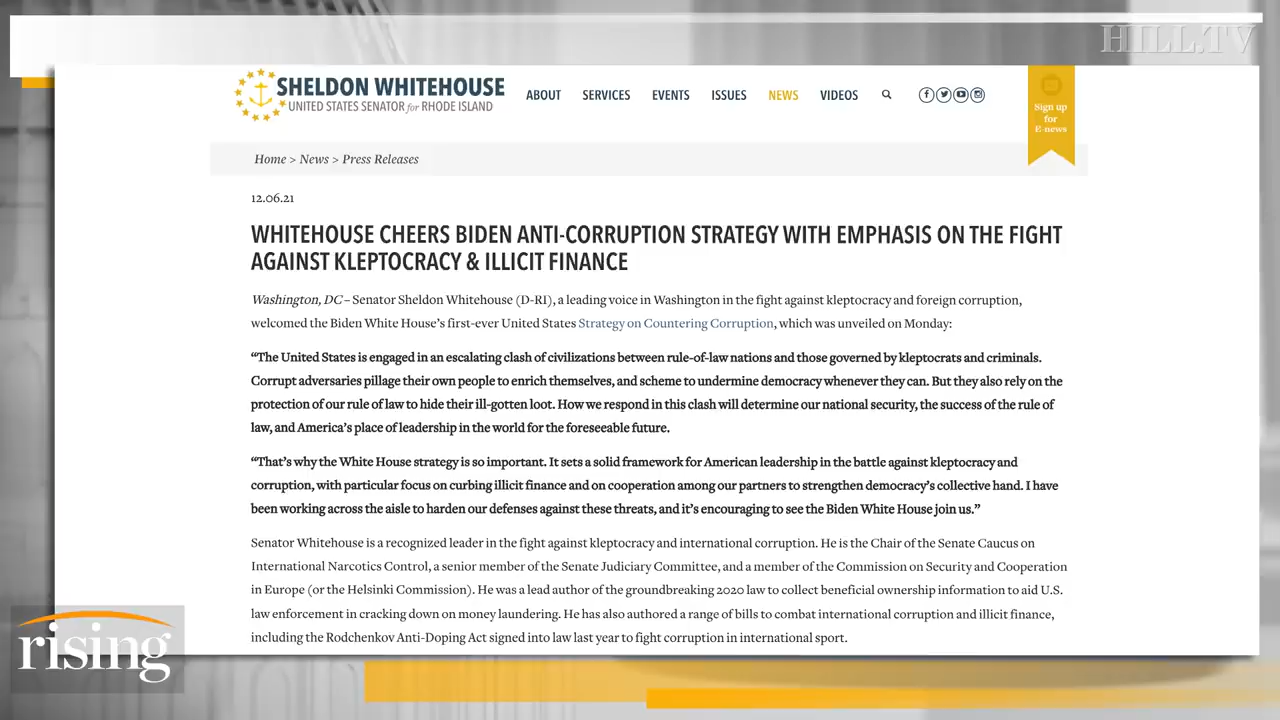 HILL.TV
SHELDON WHITEHOUSE
UNITED STATES SENATOR for RHODE ISLAND
ABOUT SERVICES EVENTS ISSUES NEWS VIDEOS
Sign up
for
E-news
Home > News > Press Releases
12.06.21
WHITEHOUSE CHEERS BIDEN ANTI-CORRUPTION STRATEGY WITH EMPHASIS ON THE FIGHT
AGAINST KLEPTOCRACY & ILLICIT FINANCE
Washington, DC – Senator Sheldon Whitehouse (D-RI), a leading voice in Washington in the fight against kleptocracy and foreign corruption,
welcomed the Biden White House's first-ever United States Strategy on Countering Corruption, which was unveiled on Monday:
“The United States is engaged in an escalating clash of civilizations between rule-of-law nations and those governed by kleptocrats and criminals.
Corrupt adversaries pillage their own people to enrich themselves, and scheme to undermine democracy whenever they can. But they also rely on the
protection of our rule of law to hide their ill-gotten loot. How we respond in this clash will determine our national security, the success of the rule of
law, and America’s place of leadership in the world for the foreseeable future.
“That’s why the White House strategy is so important. It sets a solid framework for American leadership in the battle against kleptocracy and
corruption, with particular focus on curbing illicit finance and on cooperation among our partners to strengthen democracy’s collective hand. I have
been working across the aisle to harden our defenses against these threats, and it’s encouraging to see the Biden White House join us.”
Senator Whitehouse is a recognized leader in the fight against kleptocracy and international corruption. He is the Chair of the Senate Caucus on
International Narcotics Control, a senior member of the Senate Judiciary Committee, and a member of the Commission on Security and Cooperation
in Europe (or the Helsinki Commission). He was a lead author of the groundbreaking 2020 law to collect beneficial ownership information to aid U.S.
law enforcement in cracking down on money laundering. He has also authored a range of bills to combat international corruption and illicit finance,
including the Rodchenkov Anti-Doping Act signed into law last year to fight corruption in international sport.
rising